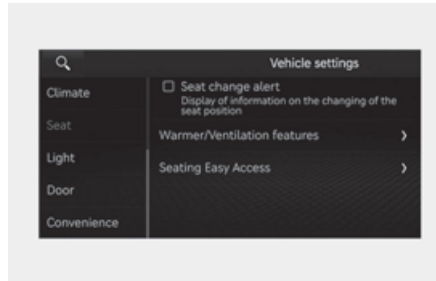 Vehicle settings
Climate
Seat
Light
Door
Convenience
Seat change alert
Display of information on the changing of the
seat position
Warmer/Ventilation features
Seating Easy Access